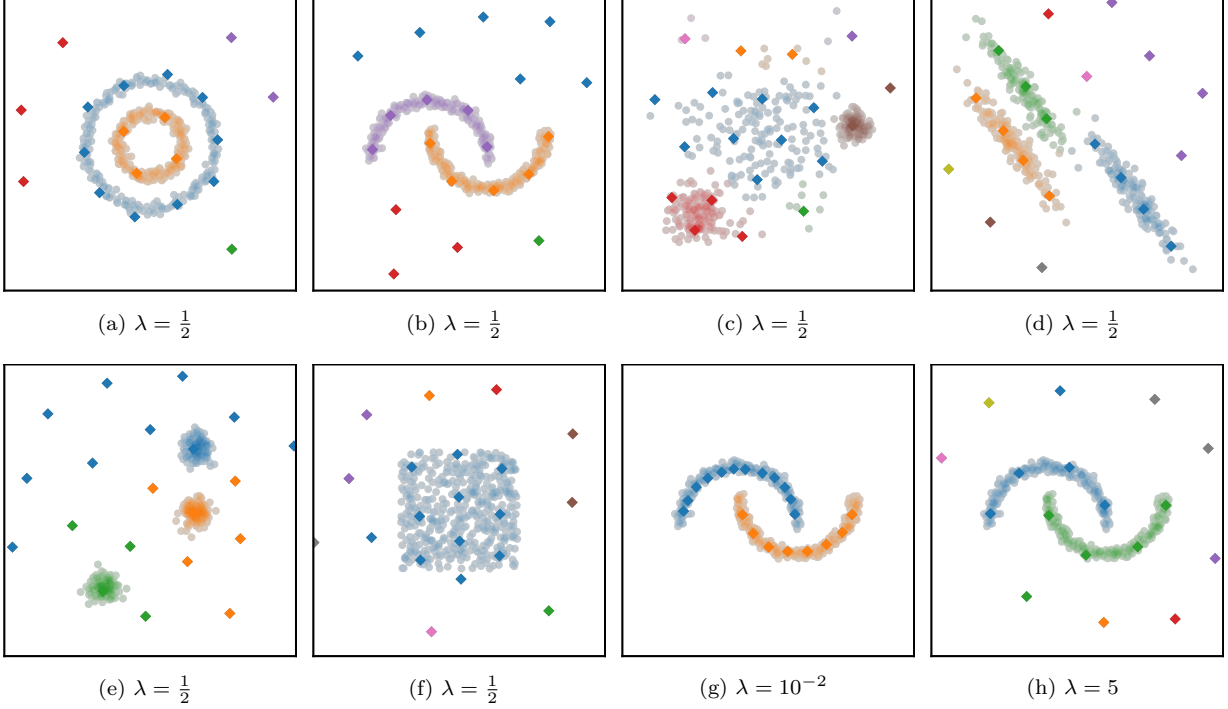 (a) λ = 1/2
(b) λ = 1/2
(c) λ = 1/2
(d) λ = 1/2
(e) λ = 1/2
(f) λ = 1/2
(g) λ = 10⁻²
(h) λ = 5